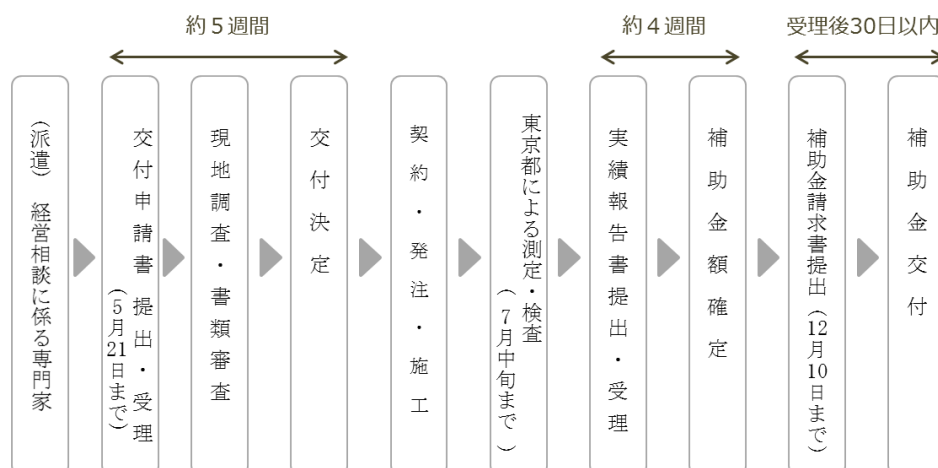 約５週間
約４週間
受理後30日以内
（派遣）　経営相談に係る専門家
交付申請書　提出・受理
（５月21日まで）
現地調査・書類審査
交付決定
契約・発注・施工
東京都による測定・検査
（７月中旬まで）
実績報告書提出・受理
補助金額確定
補助金請求書提出（12月10日まで）
補助金交付